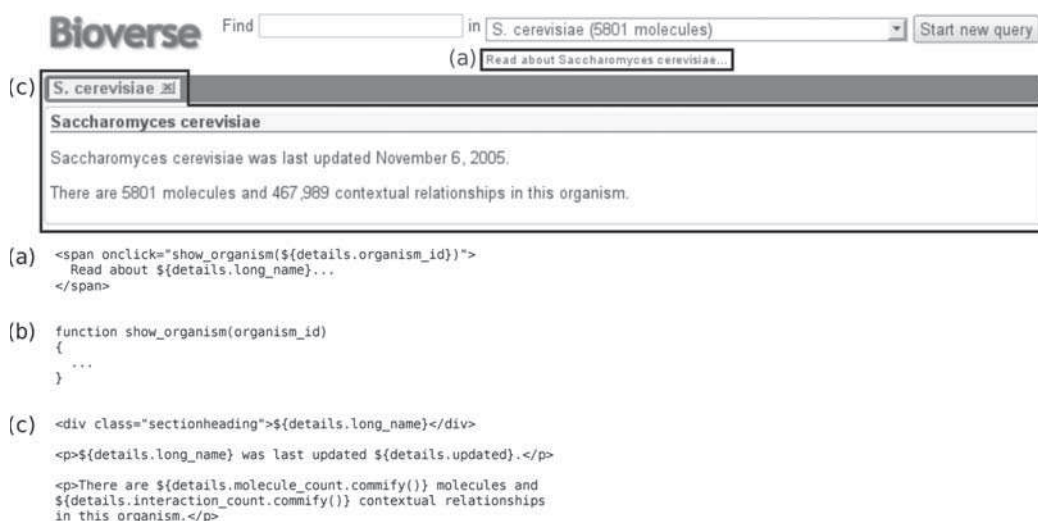 Bioverse Find in S. cerevisiae (5801 molecules) Start new query
(a) Read about Saccharomyces cerevisiae...
(c) S. cerevisiae
Saccharomyces cerevisiae
Saccharomyces cerevisiae was last updated November 6, 2005.
There are 5801 molecules and 467,989 contextual relationships in this organism.
(a) <span onclick="show_organism(${details.organism_id})">
Read about ${details.long_name}...
</span>
(b) function show_organism(organism_id)
{
...
}
(c) <div class="sectionheading">${details.long_name}</div>
<p>${details.long_name} was last updated ${details.updated}.</p>
<p>There are ${details.molecule_count.commify()} molecules and
${details.interaction_count.commify()} contextual relationships
in this organism.</p>